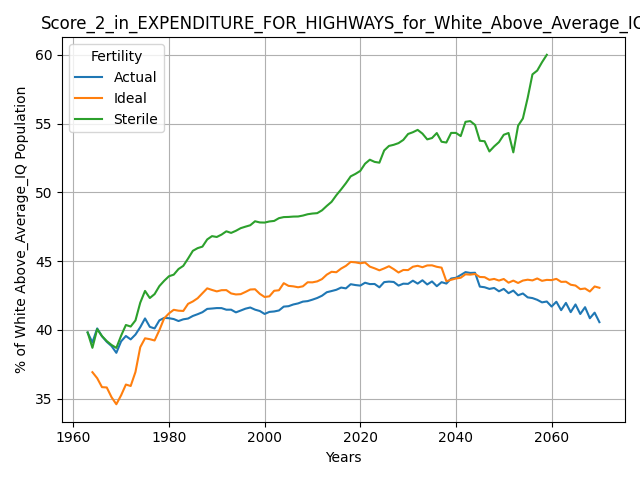 Score_2_in_EXPENDITURE_FOR_HIGHWAYS_for_White_Above_Average_IQ
Fertility
Actual
Ideal
Sterile
% of White Above_Average_IQ Population
60
55
50
45
40
35
1960
1980
2000
2020
2040
2060
Years